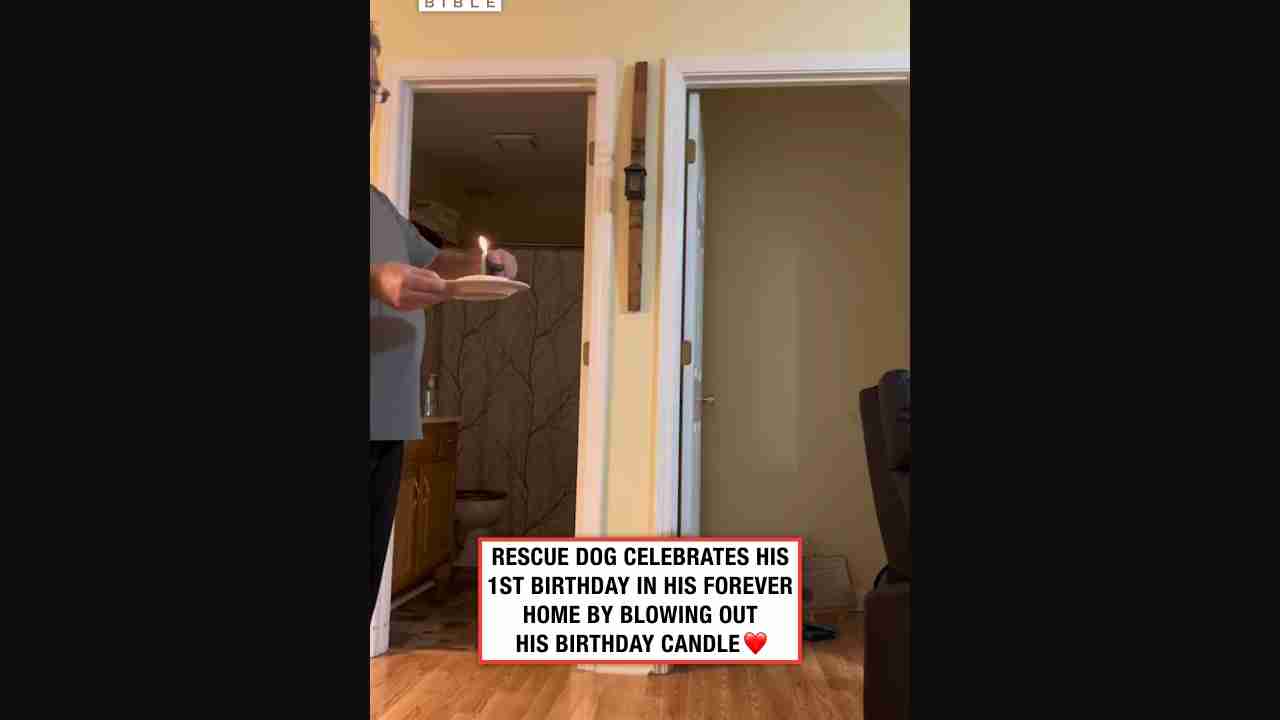 BIBLE
RESCUE DOG CELEBRATES HIS
1ST BIRTHDAY IN HIS FOREVER
HOME BY BLOWING OUT
HIS BIRTHDAY CANDLE❤️